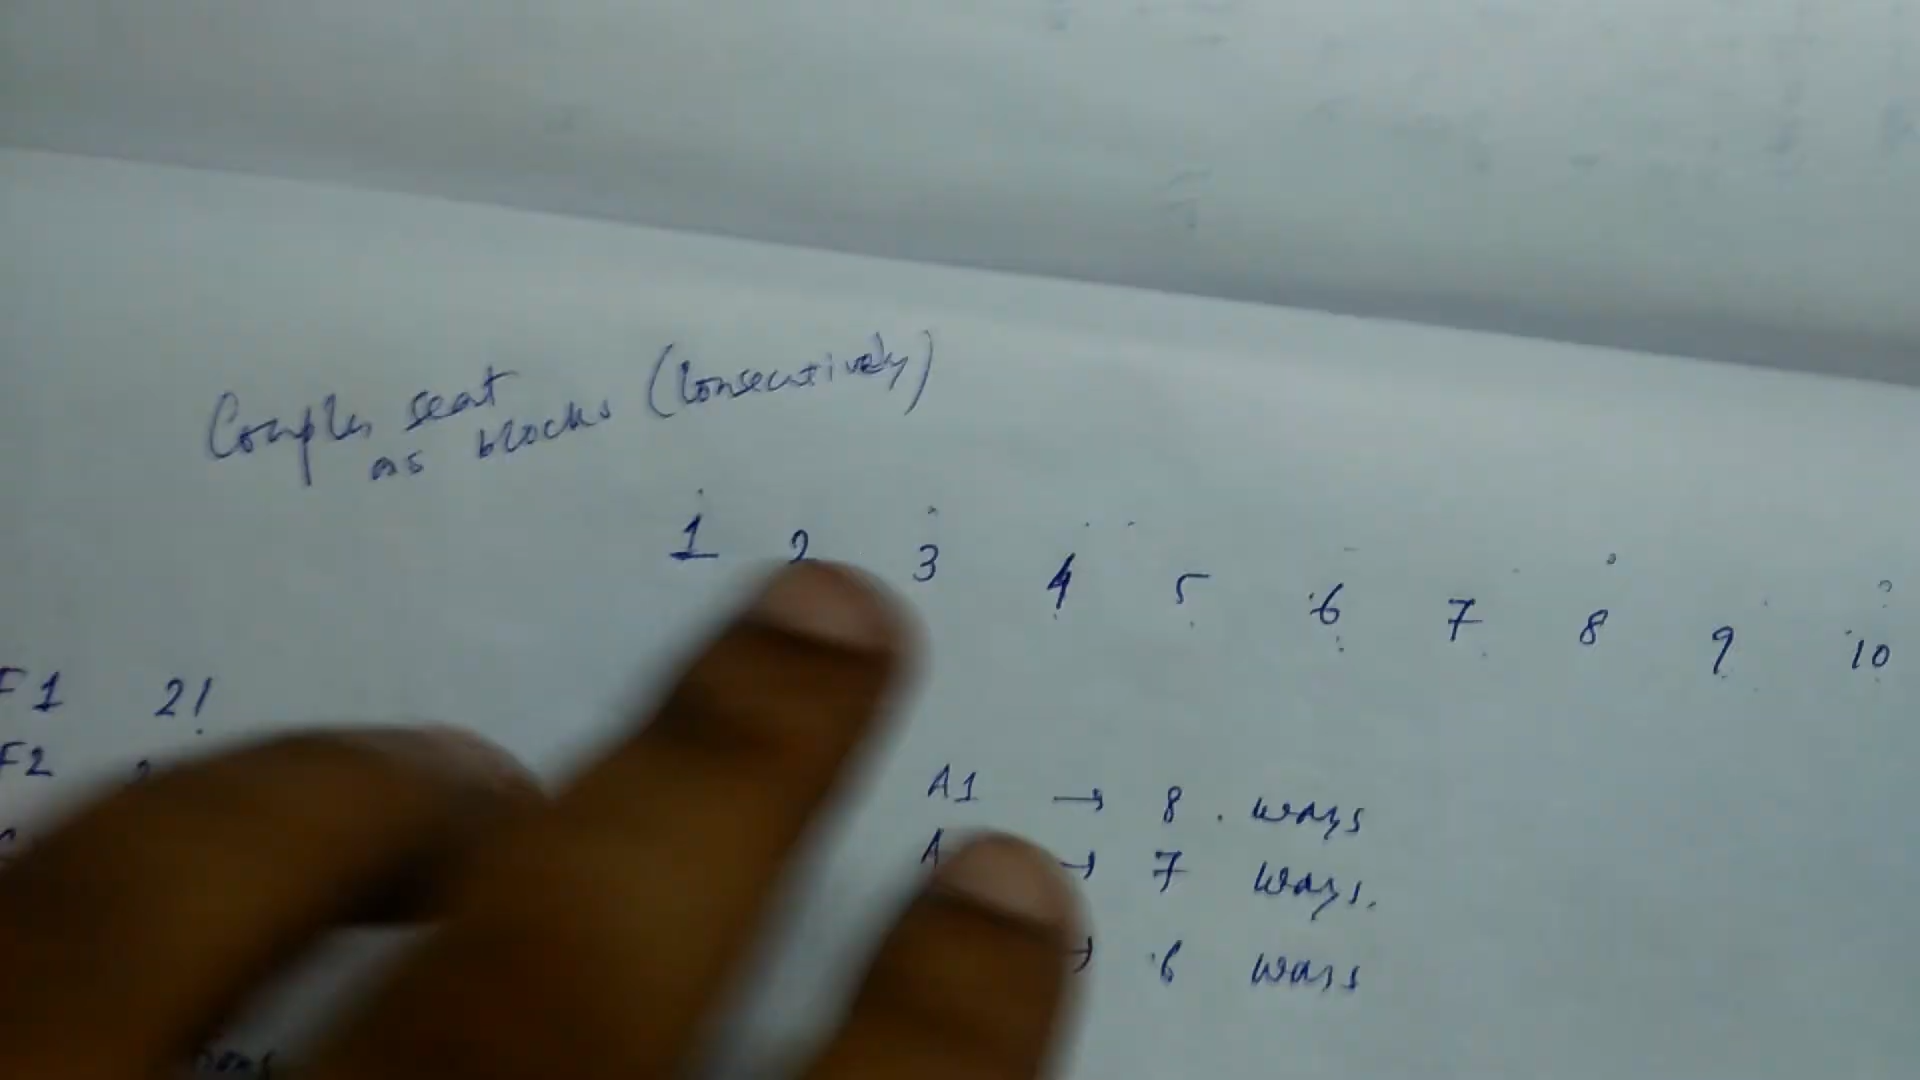 Couples seat
as blocks (Consecutively)
1 2 3 4 5 6 7 8 9 10
F1 2!
F2
A1 → 8 ways
A → 7 ways.
→ 6 ways